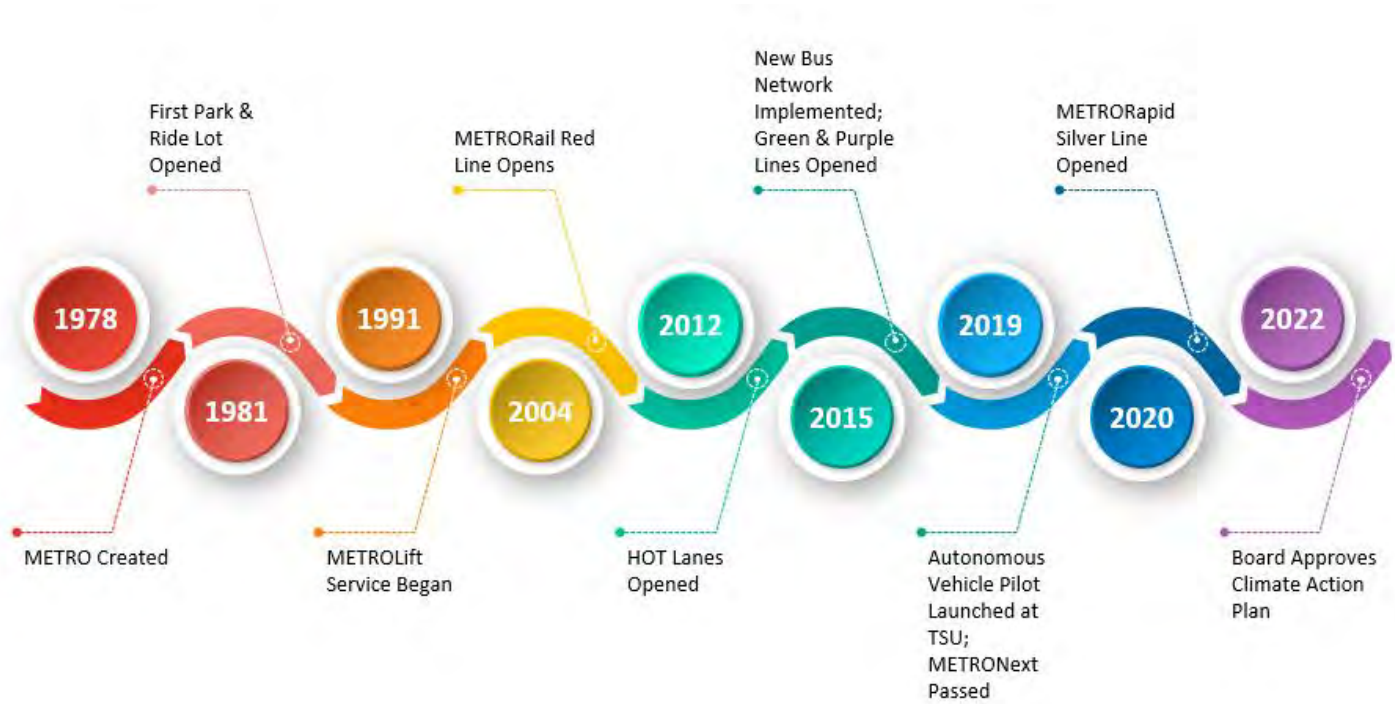 1978
METRO Created
First Park &
Ride Lot
Opened
1981
1991
METROLift
Service Began
METRORail Red
Line Opens
2004
2012
HOT Lanes
Opened
New Bus
Network
Implemented;
Green & Purple
Lines Opened
2015
2019
Autonomous
Vehicle Pilot
Launched at
TSU;
METRONext
Passed
METRORapid
Silver Line
Opened
2020
2022
Board Approves
Climate Action
Plan